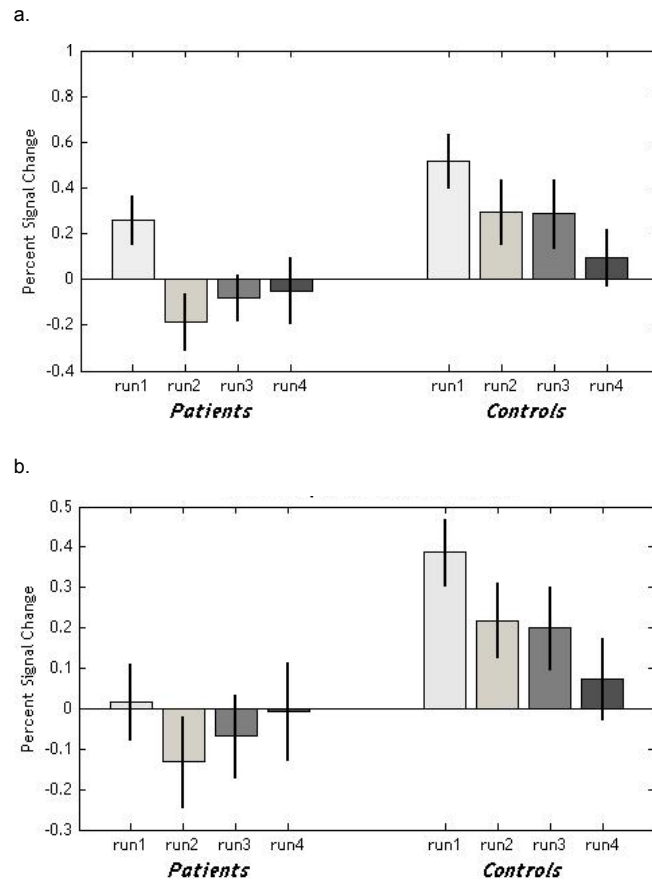 a.
Percent Signal Change
1
0.8
0.6
0.4
0.2
0
-0.2
-0.4
run1 run2 run3 run4 run1 run2 run3 run4
Patients Controls
b.
Percent Signal Change
0.5
0.4
0.3
0.2
0.1
0
-0.1
-0.2
-0.3
run1 run2 run3 run4 run1 run2 run3 run4
Patients Controls